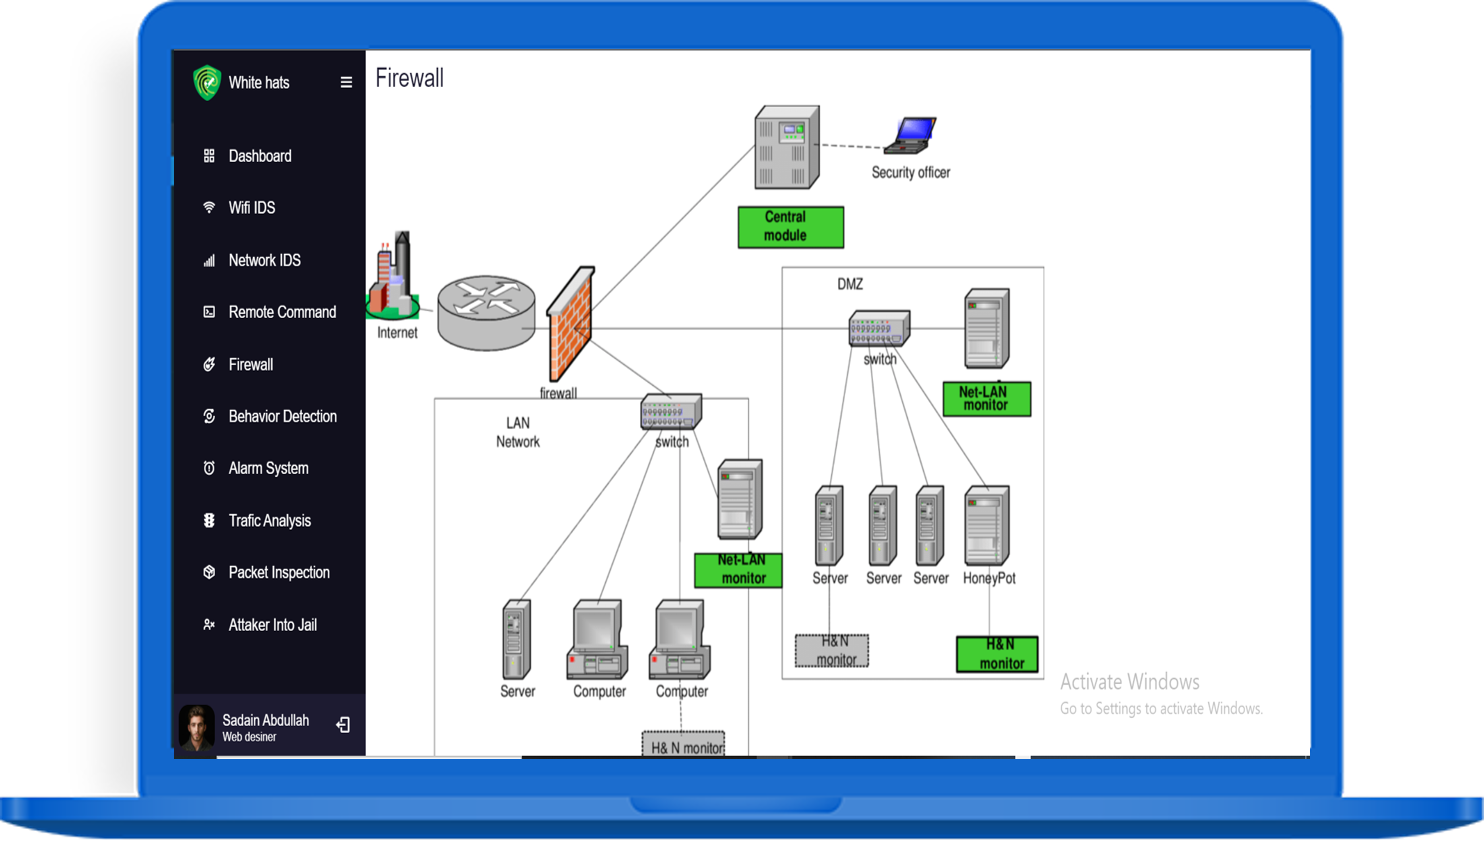 White hats
Dashboard
Wifi IDS
Network IDS
Remote Command
Firewall
Behavior Detection
Alarm System
Trafic Analysis
Packet Inspection
Attaker Into Jail
Sadain Abdullah
Web desiner
Firewall
Security officer
Central
module
Internet
firewall
DMZ
switch
Net-LAN
monitor
Server
Server
Server
HoneyPot
H&N
monitor
H&N
monitor
LAN
Network
switch
Net-LAN
monitor
Server
Computer
Computer
H& N monitor
Activate Windows
Go to Settings to activate Windows.